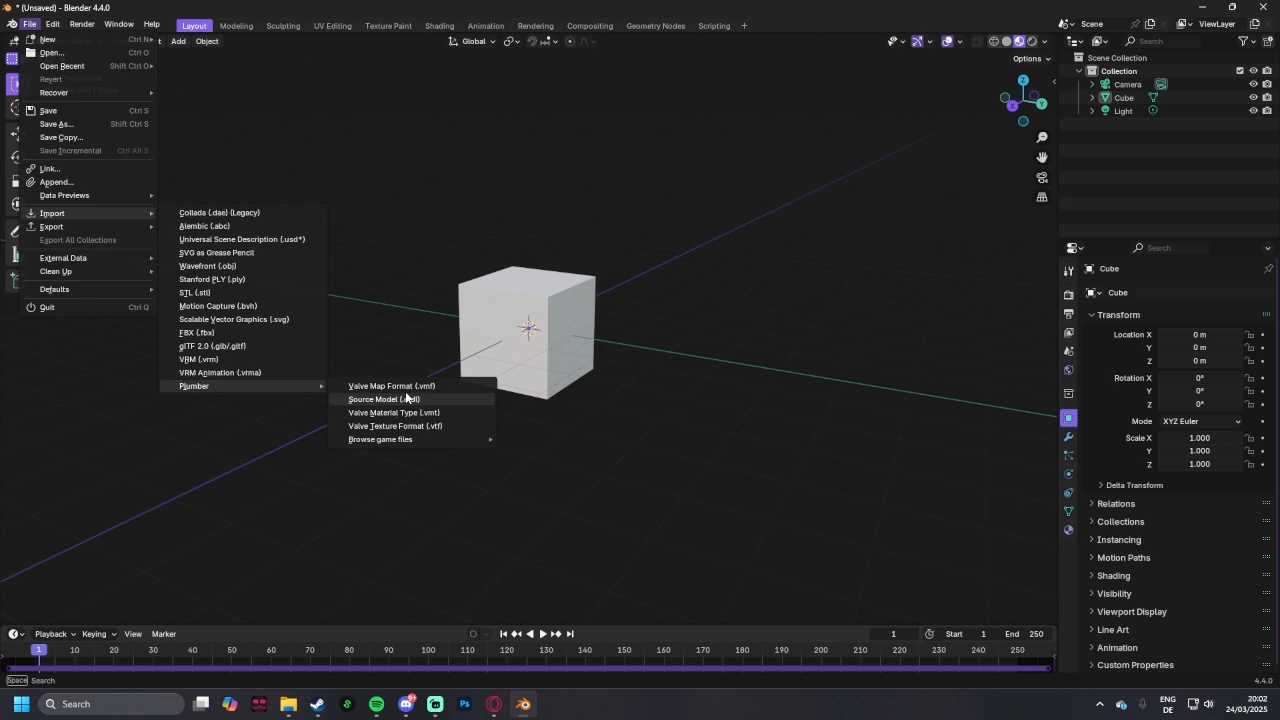 * (Unsaved) - Blender 4.4.0
File Edit Render Window Help Layout Modeling Sculpting UV Editing Texture Paint Shading Animation Rendering Compositing Geometry Nodes Scripting Scene ViewLayer
Add Object Global Search
Options
New Ctrl N
Open... Ctrl O
Open Recent Shift Ctrl O
Revert
Recover
Save Ctrl S
Save As... Shift Ctrl S
Save Copy...
Save Incremental Ctrl Alt S
Link...
Append...
Data Previews
Import
Export
Export All Collections
External Data
Clean Up
Defaults
Quit Ctrl Q
Collada (.dae) (Legacy)
Alembic (.abc)
Universal Scene Description (.usd*)
SVG as Grease Pencil
Wavefront (.obj)
Stanford PLY (.ply)
STL (.stl)
Motion Capture (.bvh)
Scalable Vector Graphics (.svg)
FBX (.fbx)
glTF 2.0 (.glb/.gltf)
VRM (.vrm)
VRM Animation (.vrma)
Plumber
Valve Map Format (.vmf)
Source Model
Valve Material Type (.vmt)
Valve Texture Format (.vtf)
Browse game files
Z
X
Y
Scene Collection
Collection
Camera
Cube
Light
Search
Cube
Cube
Transform
Location X 0 m
Y 0 m
Z 0 m
Rotation X 0°
Y 0°
Z 0°
Mode XYZ Euler
Scale X 1.000
Y 1.000
Z 1.000
Delta Transform
Relations
Collections
Instancing
Motion Paths
Shading
Visibility
Viewport Display
Line Art
Animation
Custom Properties
Playback Keying View Marker 1 Start 1 End 250
1 10 20 30 40 50 60 70 80 90 100 110 120 130 140 150 160 170 180 190 200 210 220 230 240 250
Space Search 4.4.0
Search 9+ Ps ENG 20:02
DE 24/03/2025